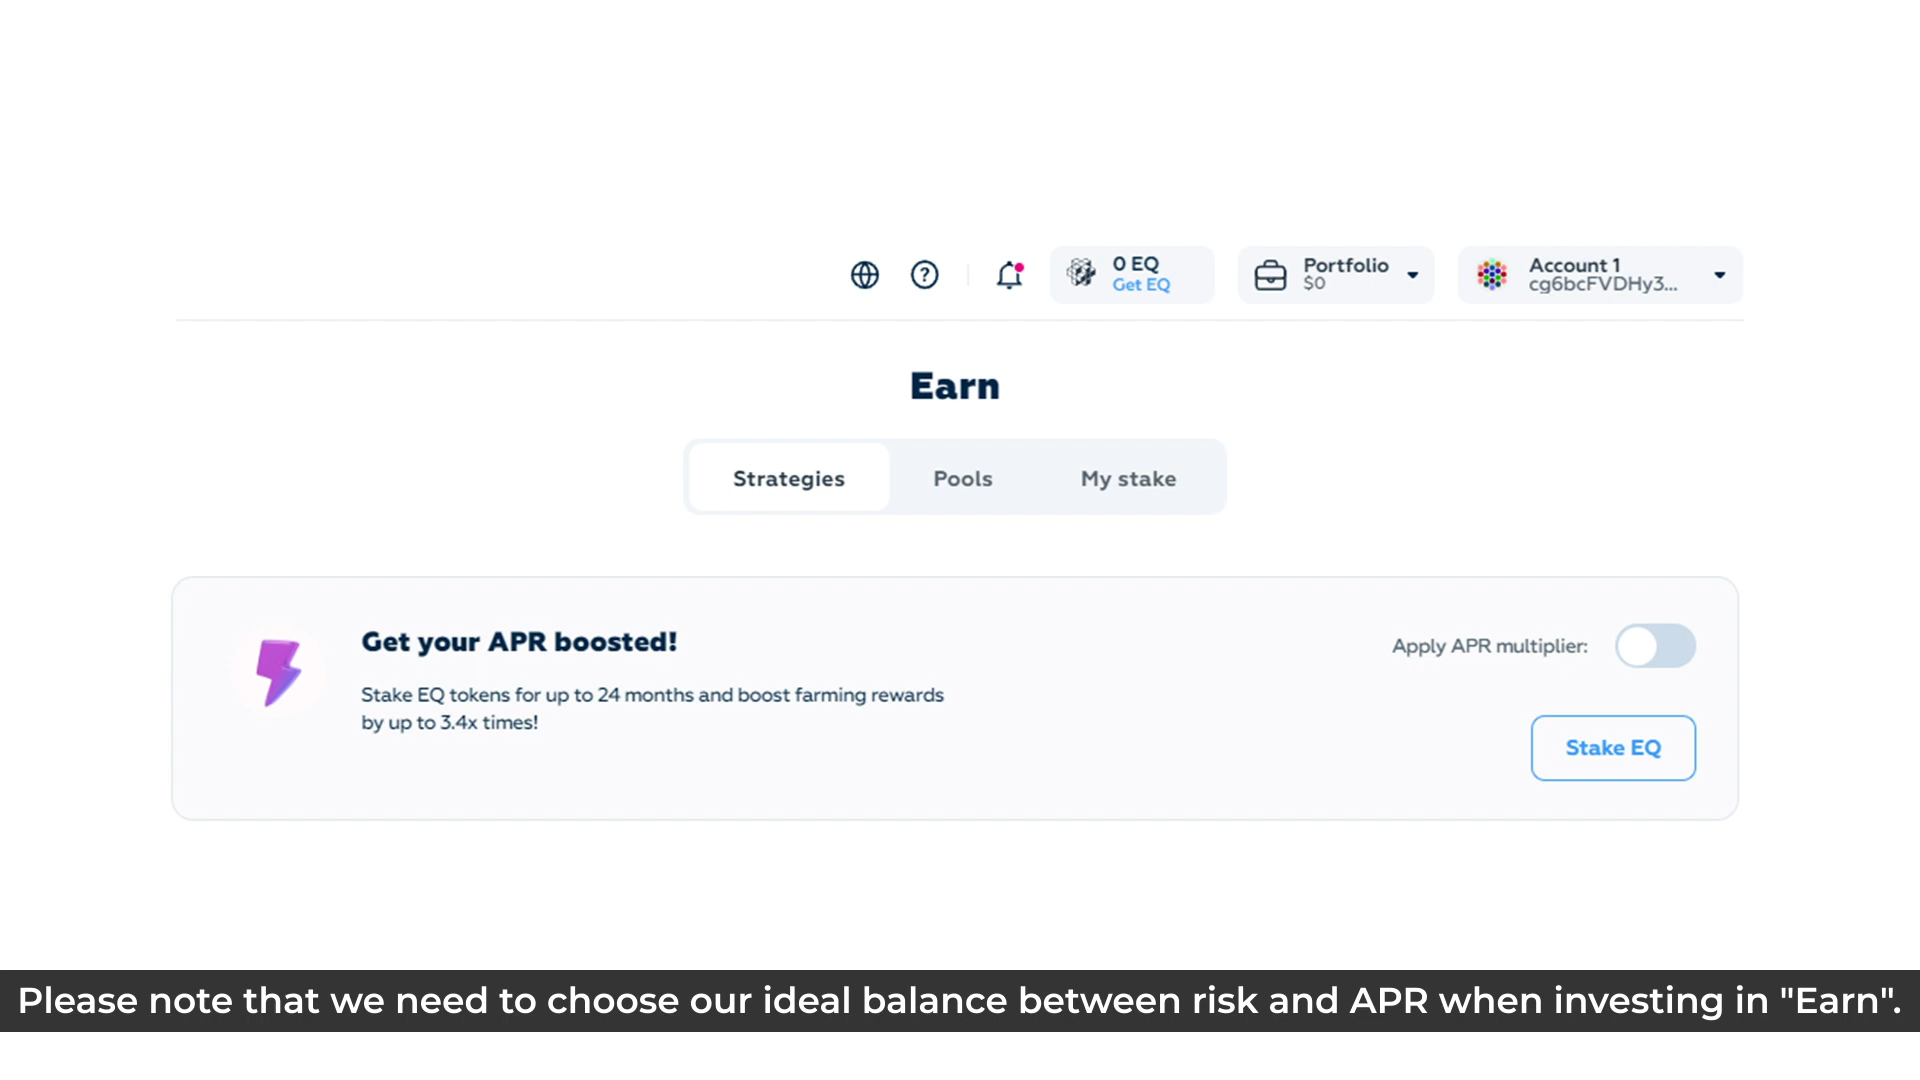 0 EQ
Get EQ
Portfolio
$0
Account 1
cg6bcFVDHy3...
Earn
Strategies
Pools
My stake
Get your APR boosted!
Apply APR multiplier:
Stake EQ tokens for up to 24 months and boost farming rewards
by up to 3.4x times!
Stake EQ
Please note that we need to choose our ideal balance between risk and APR when investing in "Earn".